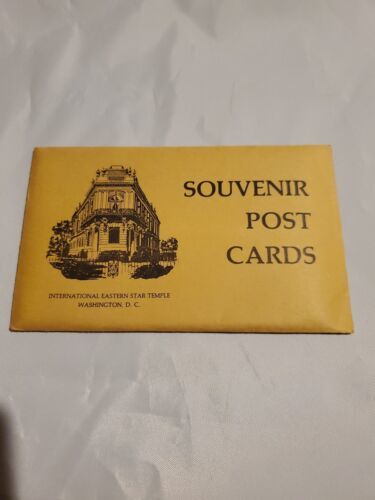 SOUVENIR
POST
CARDS
INTERNATIONAL EASTERN STAR TEMPLE
WASHINGTON, D. C.